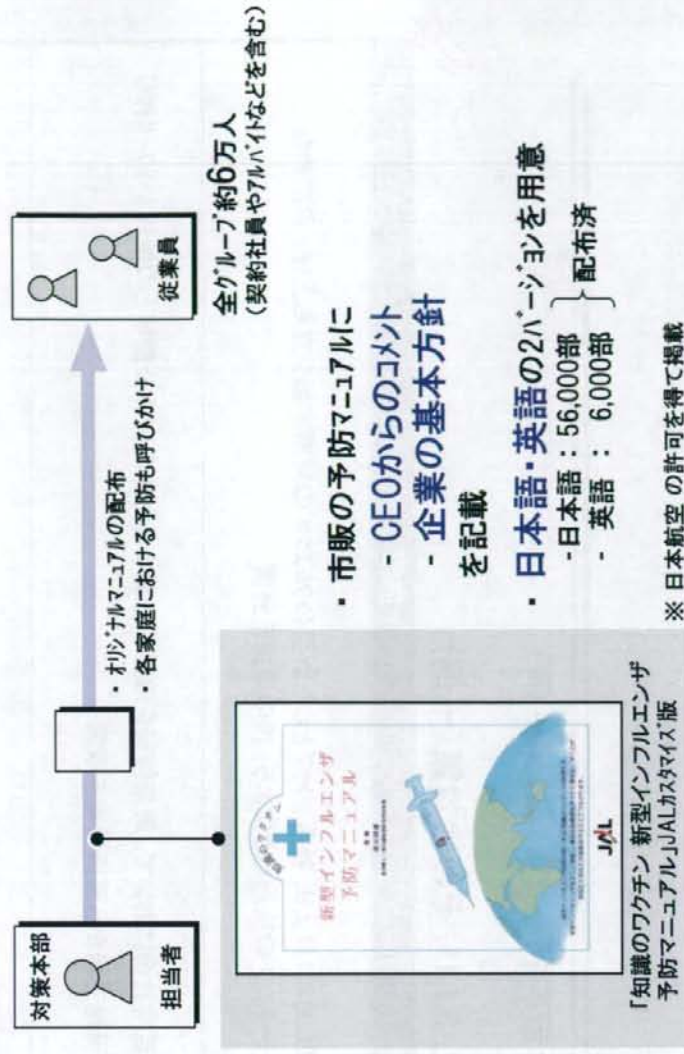 対策本部
担当者
・オリジナルマニュアルの配布
・各家庭における予防も呼びかけ
従業員
全グループ約6万人
(契約社員やアルバイトなどを含む)
知識のワクチン
新型インフルエンザ
予防マニュアル
JAL
「知識のワクチン 新型インフルエンザ
予防マニュアル」JALカスタマイズ版
・市販の予防マニュアルに
- CEOからのコメント
- 企業の基本方針
を記載
・日本語・英語の2バージョンを用意
- 日本語：56,000部
- 英語： 6,000部
配布済
※ 日本航空 の許可を得て掲載